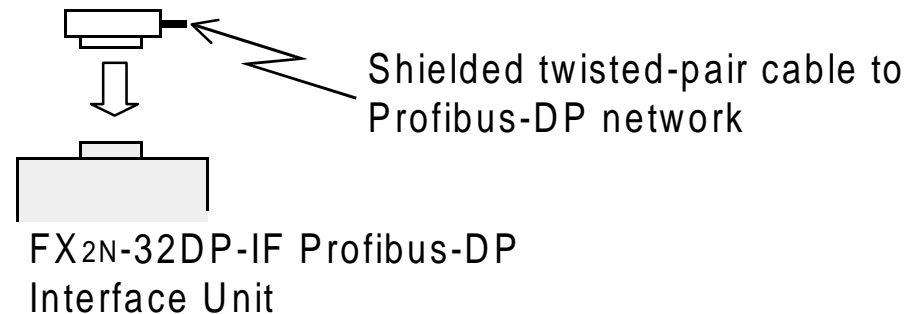 Shielded twisted-pair cable to
Profibus-DP network
FX2N-32DP-IF Profibus-DP
Interface Unit